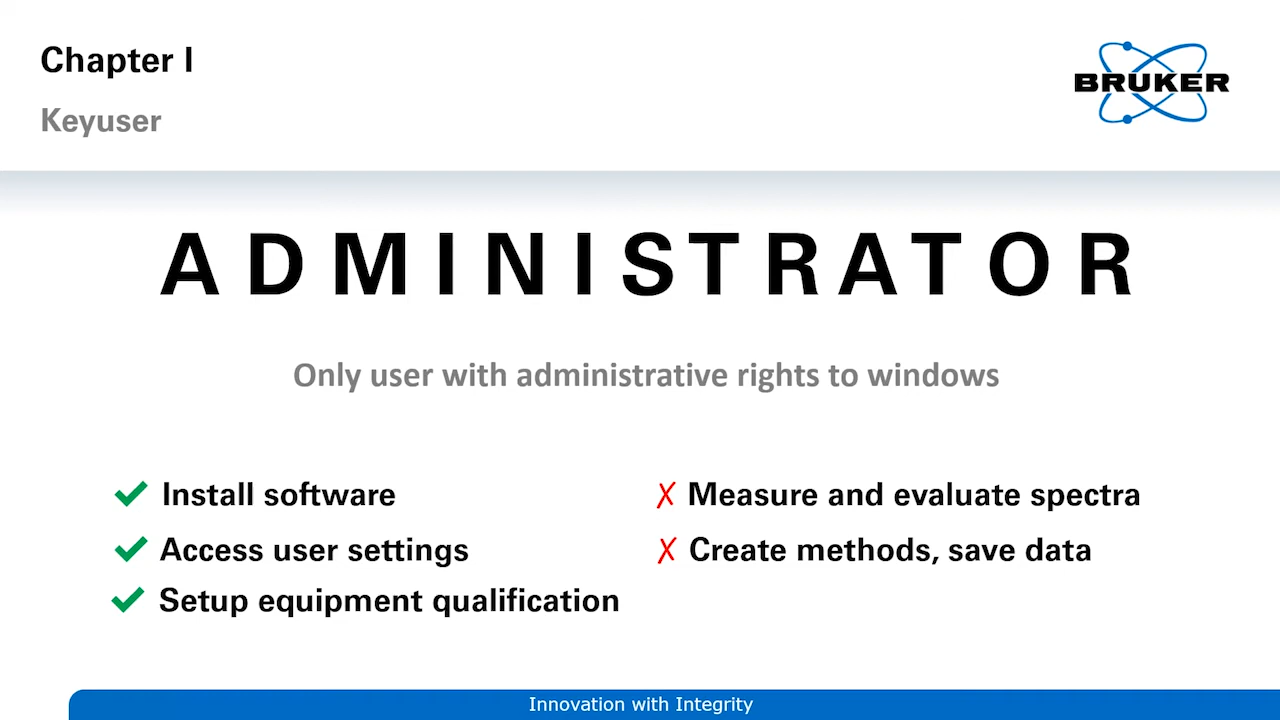 Chapter I
Keyuser
BRUKER
ADMINISTRATOR
Only user with administrative rights to windows
Install software
Access user settings
Setup equipment qualification
Measure and evaluate spectra
Create methods, save data
Innovation with Integrity